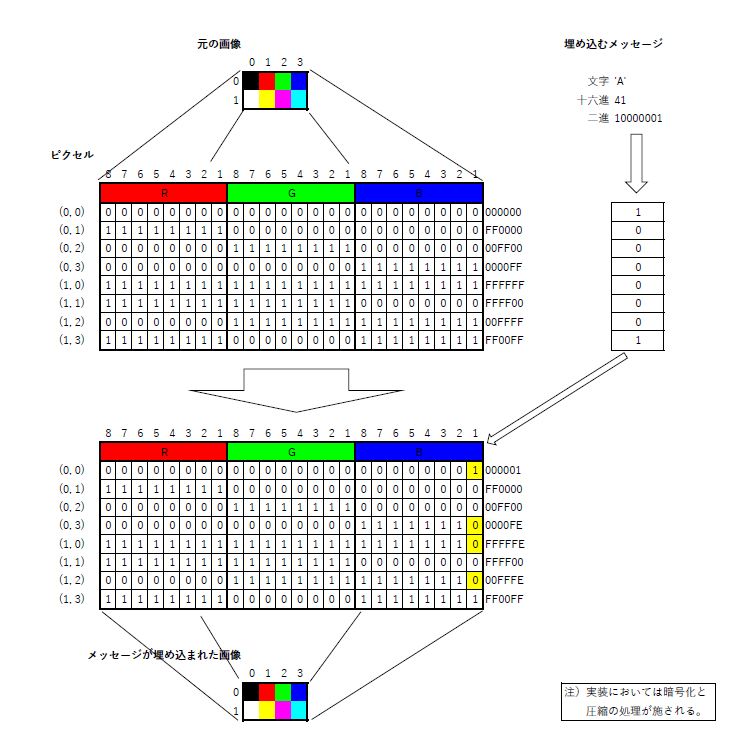 元の画像
0 1 2 3
0
1
埋め込むメッセージ
文字 'A'
十六進 41
二進 10000001
ピクセル
8 7 6 5 4 3 2 1 8 7 6 5 4 3 2 1 8 7 6 5 4 3 2 1
R G B
(0, 0) 0 0 0 0 0 0 0 0 0 0 0 0 0 0 0 0 0 0 0 0 0 0 0 0 000000 1
(0, 1) 1 1 1 1 1 1 1 1 0 0 0 0 0 0 0 0 0 0 0 0 0 0 0 0 FF0000 0
(0, 2) 0 0 0 0 0 0 0 0 1 1 1 1 1 1 1 1 0 0 0 0 0 0 0 0 00FF00 0
(0, 3) 0 0 0 0 0 0 0 0 0 0 0 0 0 0 0 0 1 1 1 1 1 1 1 1 0000FF 0
(1, 0) 1 1 1 1 1 1 1 1 1 1 1 1 1 1 1 1 1 1 1 1 1 1 1 1 FFFFFF 0
(1, 1) 1 1 1 1 1 1 1 1 1 1 1 1 1 1 1 1 0 0 0 0 0 0 0 0 FFFF00 0
(1, 2) 0 0 0 0 0 0 0 0 1 1 1 1 1 1 1 1 1 1 1 1 1 1 1 1 00FFFF 0
(1, 3) 1 1 1 1 1 1 1 1 0 0 0 0 0 0 0 0 1 1 1 1 1 1 1 1 FF00FF 1
8 7 6 5 4 3 2 1 8 7 6 5 4 3 2 1 8 7 6 5 4 3 2 1
R G B
(0, 0) 0 0 0 0 0 0 0 0 0 0 0 0 0 0 0 0 0 0 0 0 0 0 0 1 000001
(0, 1) 1 1 1 1 1 1 1 1 0 0 0 0 0 0 0 0 0 0 0 0 0 0 0 0 FF0000
(0, 2) 0 0 0 0 0 0 0 0 1 1 1 1 1 1 1 1 0 0 0 0 0 0 0 0 00FF00
(0, 3) 0 0 0 0 0 0 0 0 0 0 0 0 0 0 0 0 1 1 1 1 1 1 1 0 0000FE
(1, 0) 1 1 1 1 1 1 1 1 1 1 1 1 1 1 1 1 1 1 1 1 1 1 1 0 FFFFFE
(1, 1) 1 1 1 1 1 1 1 1 1 1 1 1 1 1 1 1 0 0 0 0 0 0 0 0 FFFF00
(1, 2) 0 0 0 0 0 0 0 0 1 1 1 1 1 1 1 1 1 1 1 1 1 1 1 0 00FFFE
(1, 3) 1 1 1 1 1 1 1 1 0 0 0 0 0 0 0 0 1 1 1 1 1 1 1 1 FF00FF
メッセージが埋め込まれた画像
0 1 2 3
0
1
注）実装においては暗号化と
圧縮の処理が施される。